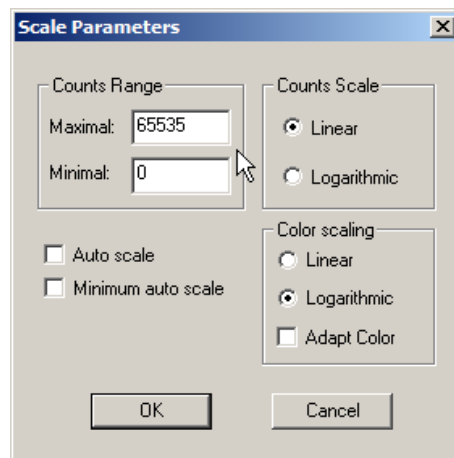 Scale Parameters
Counts Range
Maximal: 65535
Minimal: 0
Counts Scale
Linear
Logarithmic
Auto scale
Minimum auto scale
Color scaling
Linear
Logarithmic
Adapt Color
OK
Cancel